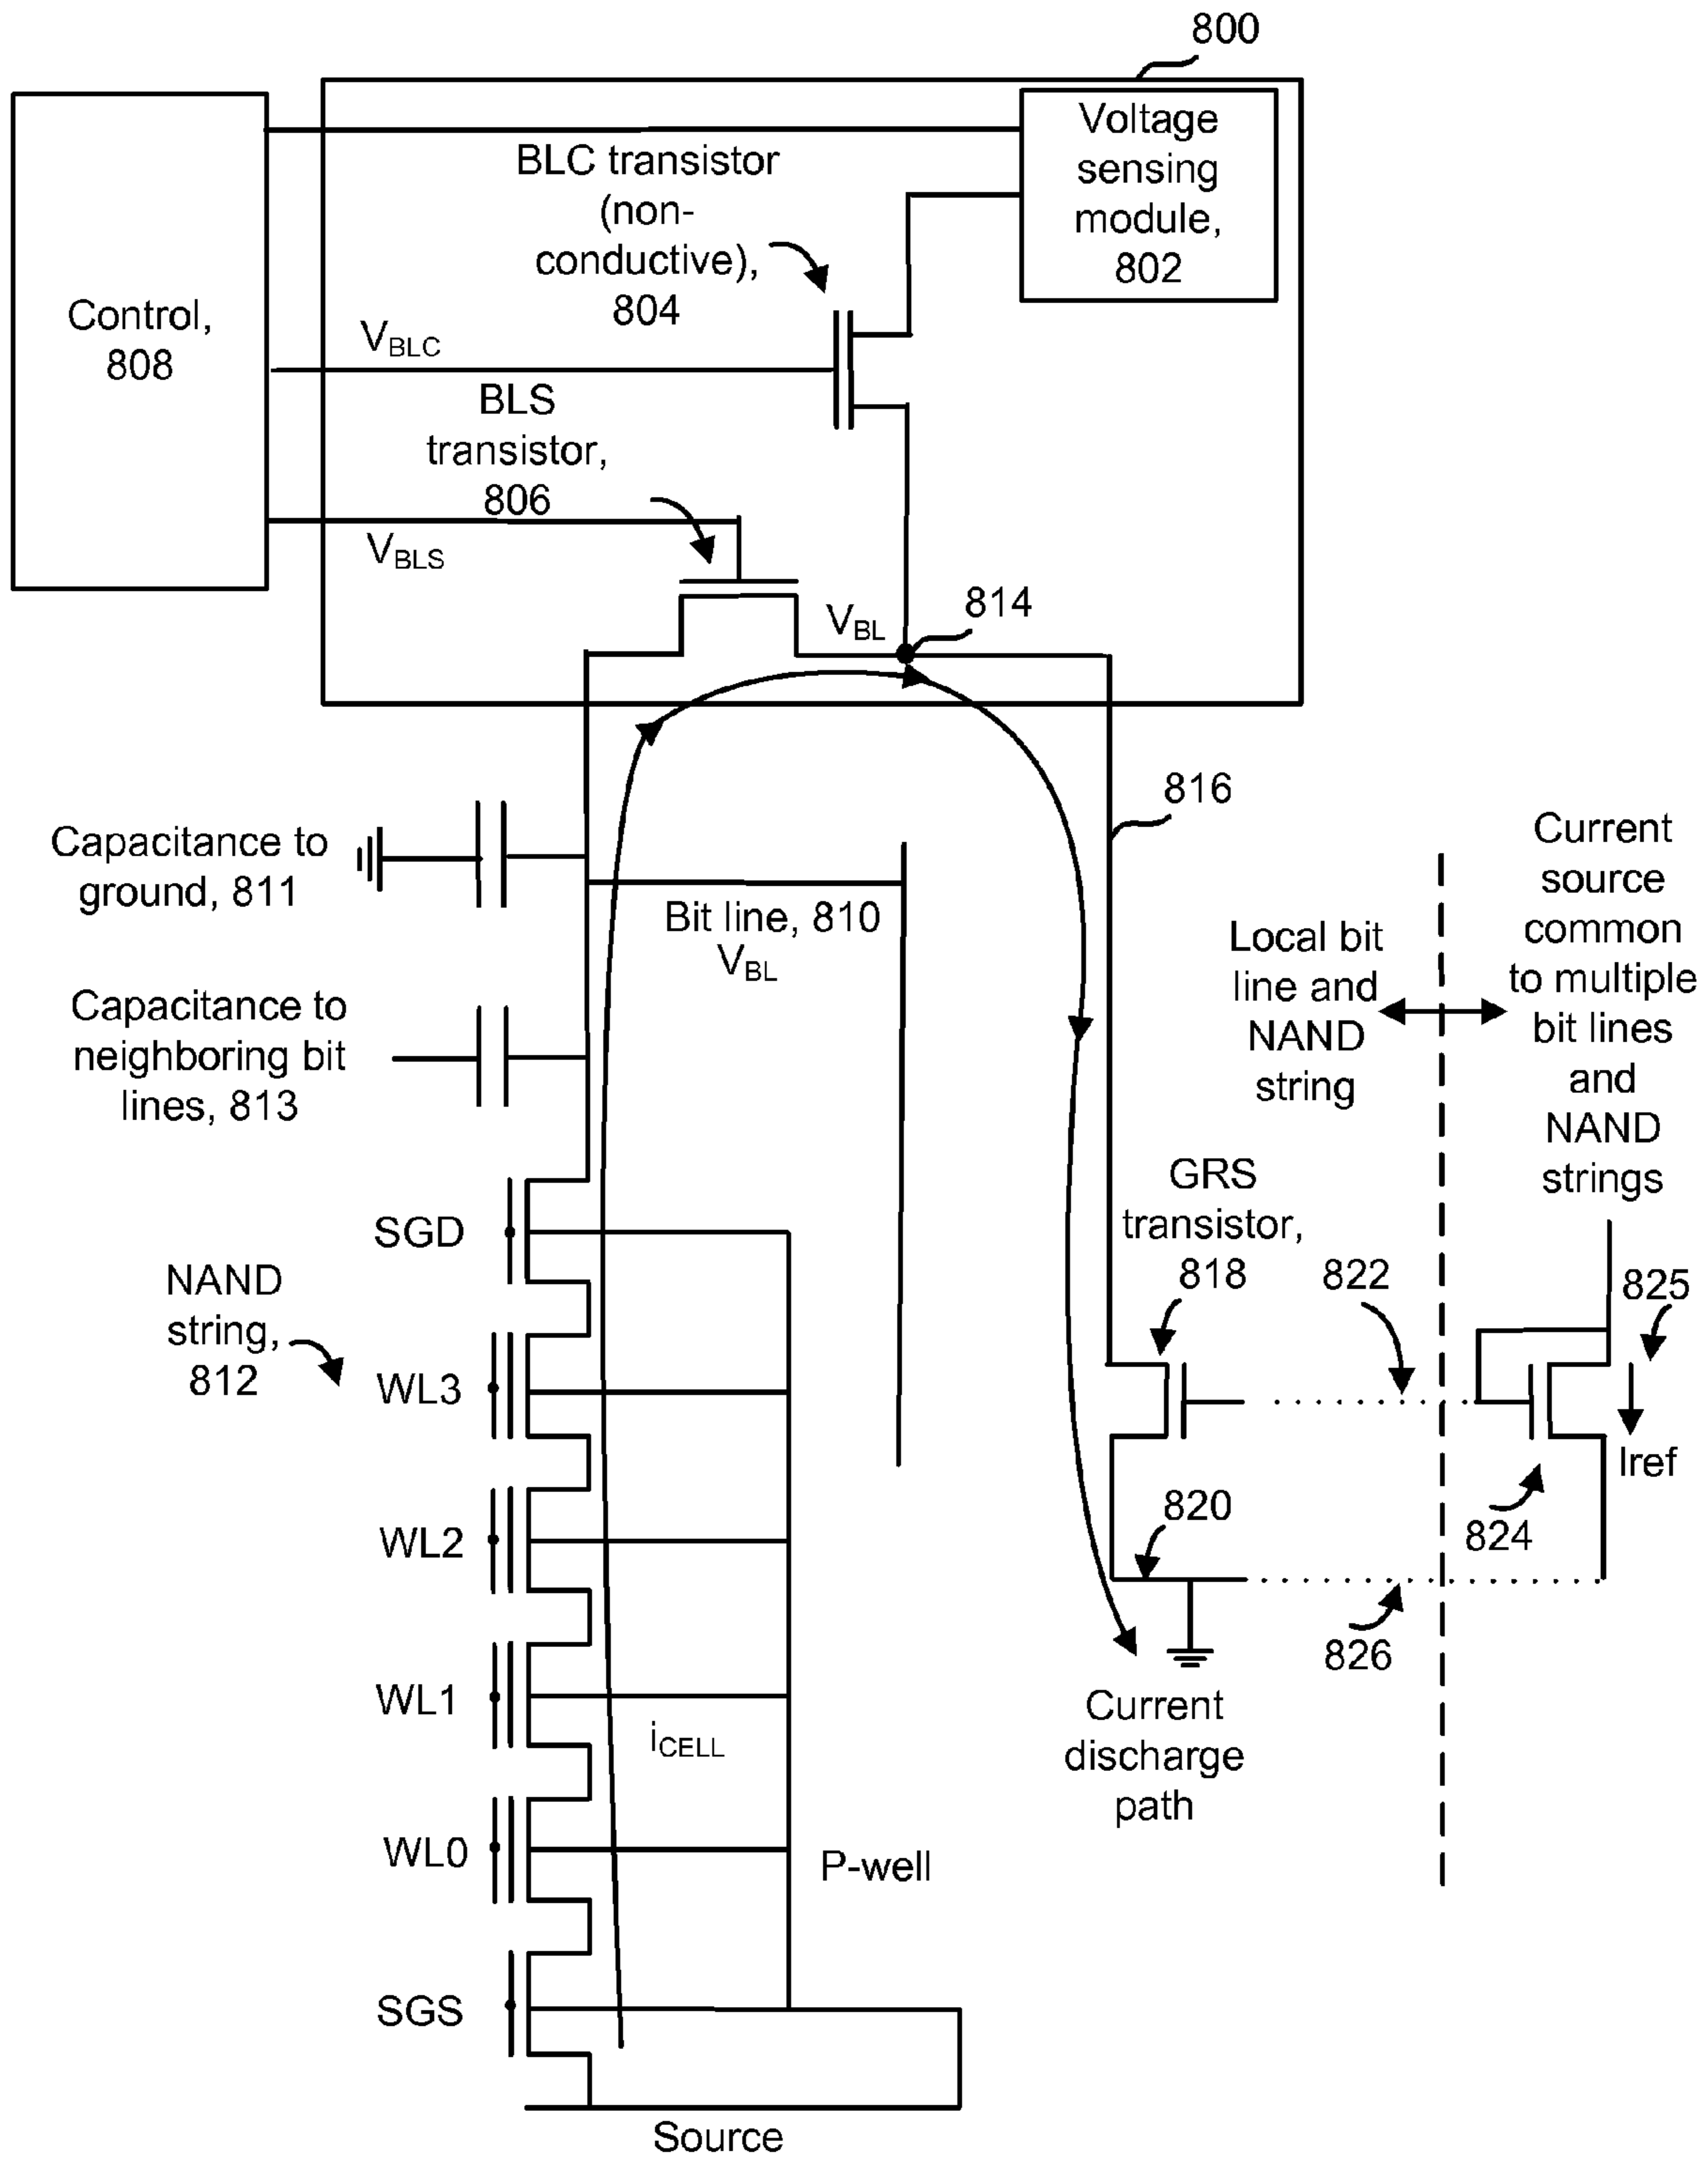 800
Voltage
sensing
module,
802
BLC transistor
(non-
conductive),
804
Control,
808
VBLC
BLS
transistor,
806
VBLS
VBL
814
816
Capacitance to
ground, 811
Bit line, 810
VBL
Capacitance to
neighboring bit
lines, 813
Local bit
line and
NAND
string
Current
source
common
to multiple
bit lines
and
NAND
strings
GRS
transistor,
818
822
825
SGD
NAND
string,
812
WL3
Iref
820
824
WL2
826
WL1
iCELL
Current
discharge
path
WL0
P-well
SGS
Source